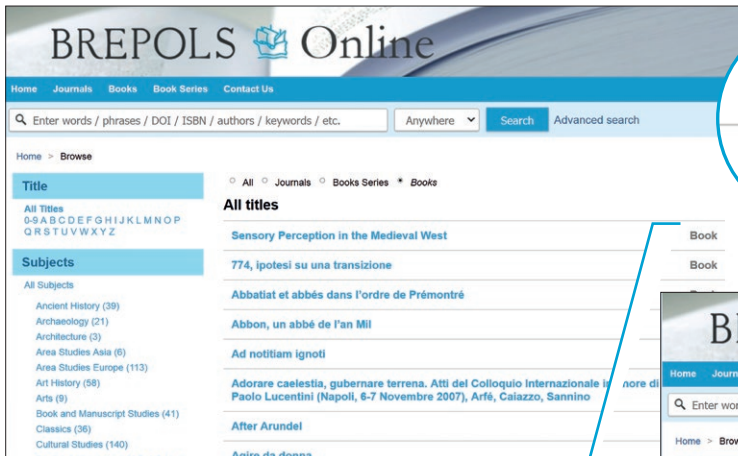 BREPOLS Online
Home Journals Books Book Series Contact Us
Enter words / phrases / DOI / ISBN / authors / keywords / etc.
Anywhere
Search
Advanced search
Home > Browse
Title
All Titles
0-9 A B C D E F G H I J K L M N O P
Q R S T U V W X Y Z
Subjects
All Subjects
Ancient History (39)
Archaeology (21)
Architecture (3)
Area Studies Asia (6)
Area Studies Europe (113)
Art History (58)
Arts (9)
Book and Manuscript Studies (41)
Classics (36)
Cultural Studies (140)
All Journals Books Series Books
All titles
Sensory Perception in the Medieval West Book
774, ipotesi su una transizione Book
Abbatiat et abbés dans l'ordre de Prémontré
Abbon, un abbé de l'an Mil
Ad notitiam ignoti
Adorare caelestia, gubernare terrena. Atti del Colloquio Internazionale di
Paolo Lucentini (Napoli, 6-7 Novembre 2007), Arfé, Caiazzo, Sannino
After Arundel
Agire da donna
Home
Enter
Home >